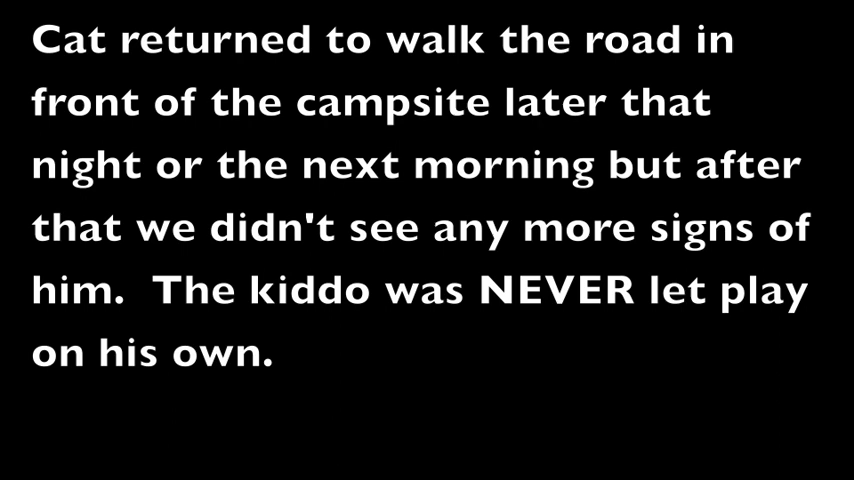 Cat returned to walk the road in
front of the campsite later that
night or the next morning but after
that we didn't see any more signs of
him.  The kiddo was NEVER let play
on his own.